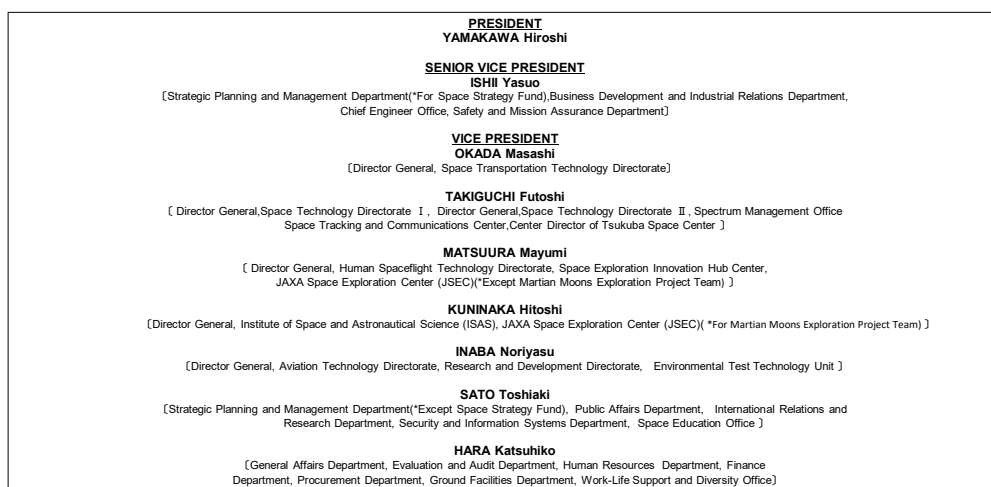 PRESIDENT
YAMAKAWA Hiroshi
SENIOR VICE PRESIDENT
ISHII Yasuo
〔Strategic Planning and Management Department(*For Space Strategy Fund),Business Development and Industrial Relations Department,
Chief Engineer Office, Safety and Mission Assurance Department〕
VICE PRESIDENT
OKADA Masashi
〔Director General, Space Transportation Technology Directorate〕
TAKIGUCHI Futoshi
〔 Director General,Space Technology Directorate Ⅰ, Director General,Space Technology Directorate Ⅱ, Spectrum Management Office
Space Tracking and Communications Center,Center Director of Tsukuba Space Center 〕
MATSUURA Mayumi
〔 Director General, Human Spaceflight Technology Directorate, Space Exploration Innovation Hub Center,
JAXA Space Exploration Center (JSEC)(*Except Martian Moons Exploration Project Team) 〕
KUNINAKA Hitoshi
〔Director General, Institute of Space and Astronautical Science (ISAS), JAXA Space Exploration Center (JSEC)( *For Martian Moons Exploration Project Team) 〕
INABA Noriyasu
〔Director General, Aviation Technology Directorate, Research and Development Directorate, Environmental Test Technology Unit 〕
SATO Toshiaki
〔Strategic Planning and Management Department(*Except Space Strategy Fund), Public Affairs Department, International Relations and
Research Department, Security and Information Systems Department, Space Education Office 〕
HARA Katsuhiko
〔General Affairs Department, Evaluation and Audit Department, Human Resources Department, Finance
Department, Procurement Department, Ground Facilities Department, Work-Life Support and Diversity Office〕